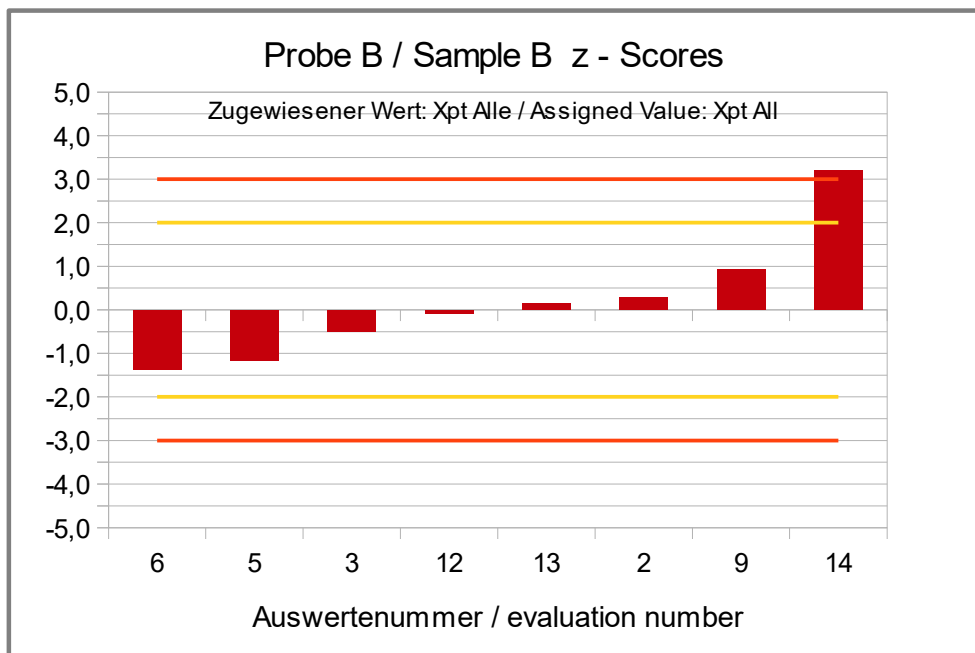 Probe B / Sample B z - Scores
Zugewiesener Wert: Xpt Alle / Assigned Value: Xpt All
5,0
4,0
3,0
2,0
1,0
0,0
-1,0
-2,0
-3,0
-4,0
-5,0
6 5 3 12 13 2 9 14
Auswertenummer / evaluation number